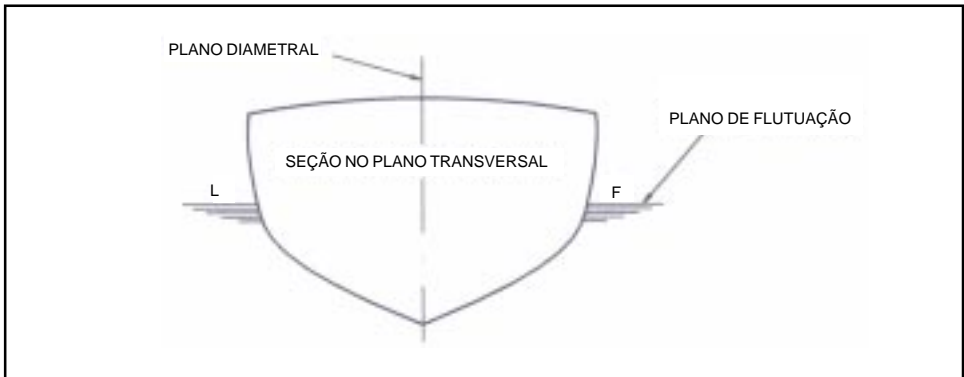 PLANO DIAMETRAL
PLANO DE FLUTUAÇÃO
SEÇÃO NO PLANO TRANSVERSAL
L
F